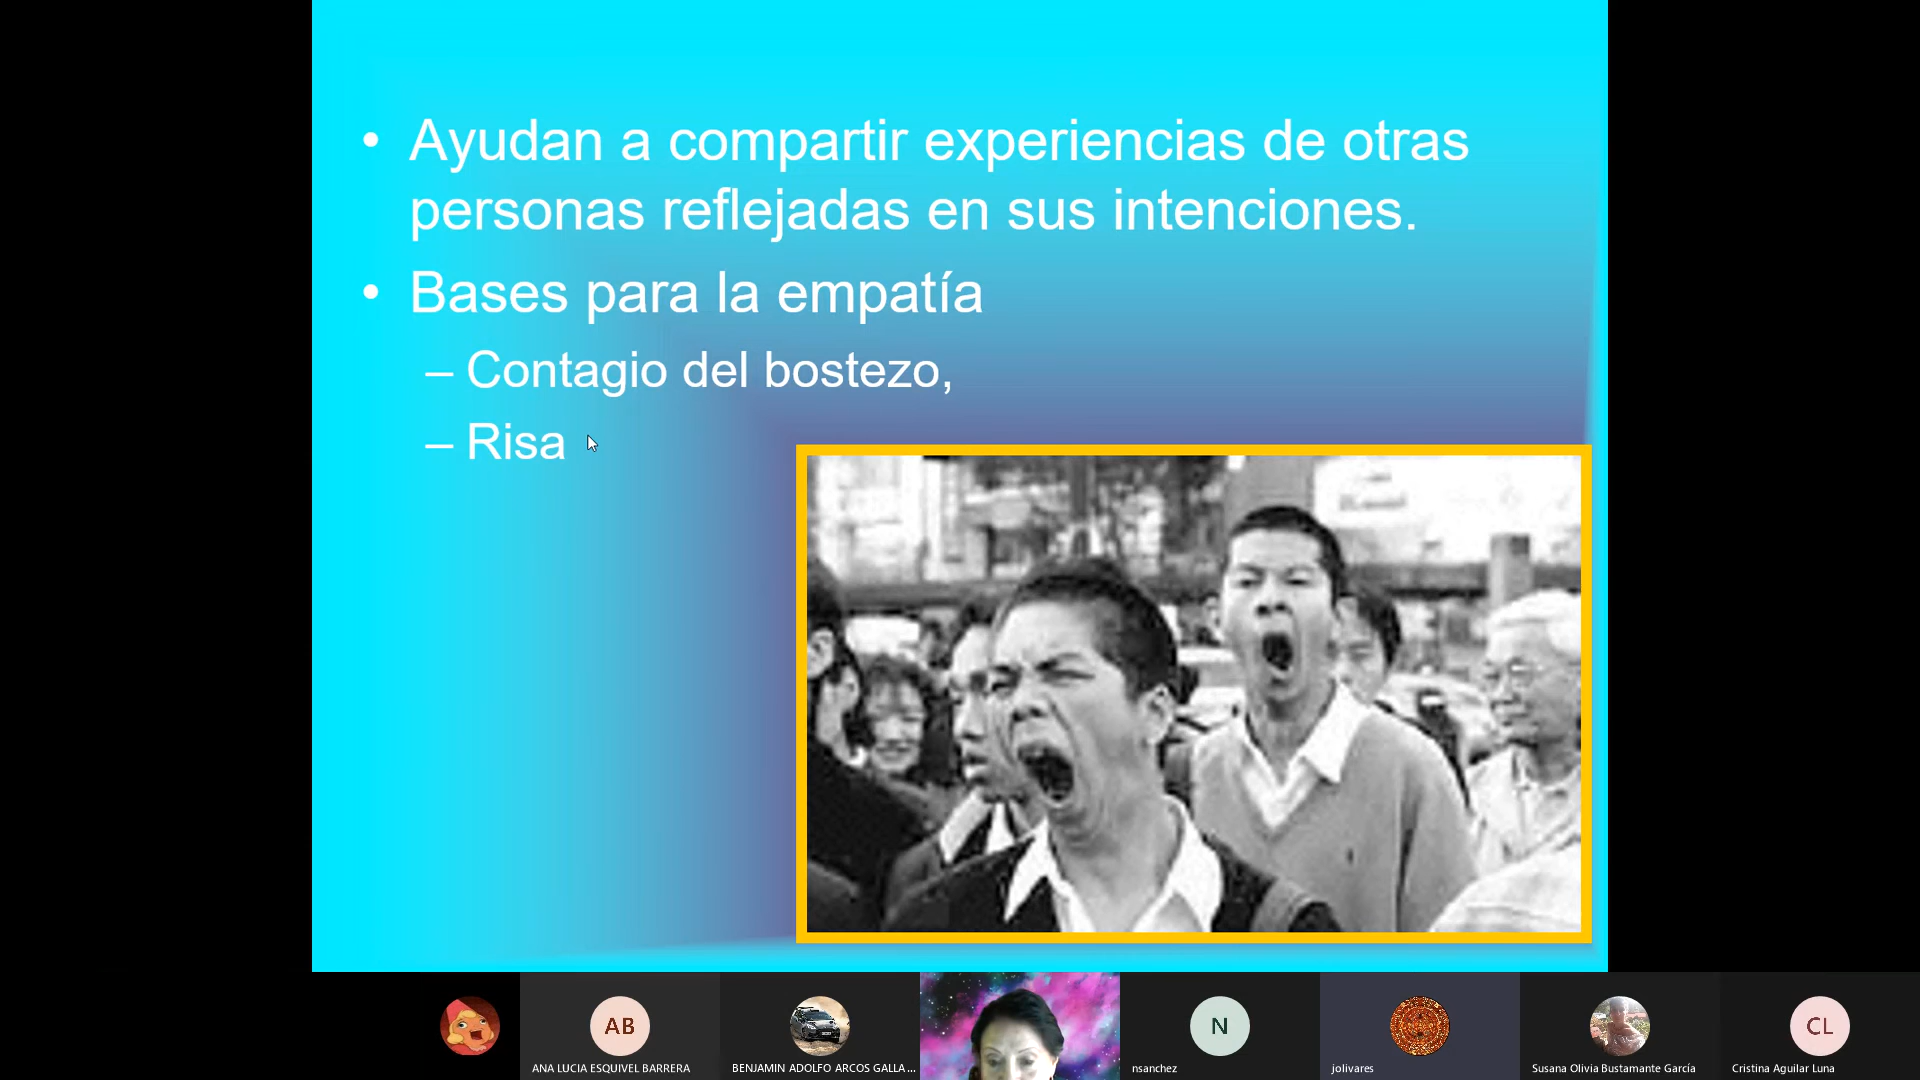 • Ayudan a compartir experiencias de otras
personas reflejadas en sus intenciones.
• Bases para la empatía
– Contagio del bostezo,
– Risa
AB
N
CL
ANA LUCIA ESQUIVEL BARRERA
BENJAMIN ADOLFO ARCOS GALLA...
nsanchez
jolivares
Susana Olivia Bustamante García
Cristina Aguilar Luna